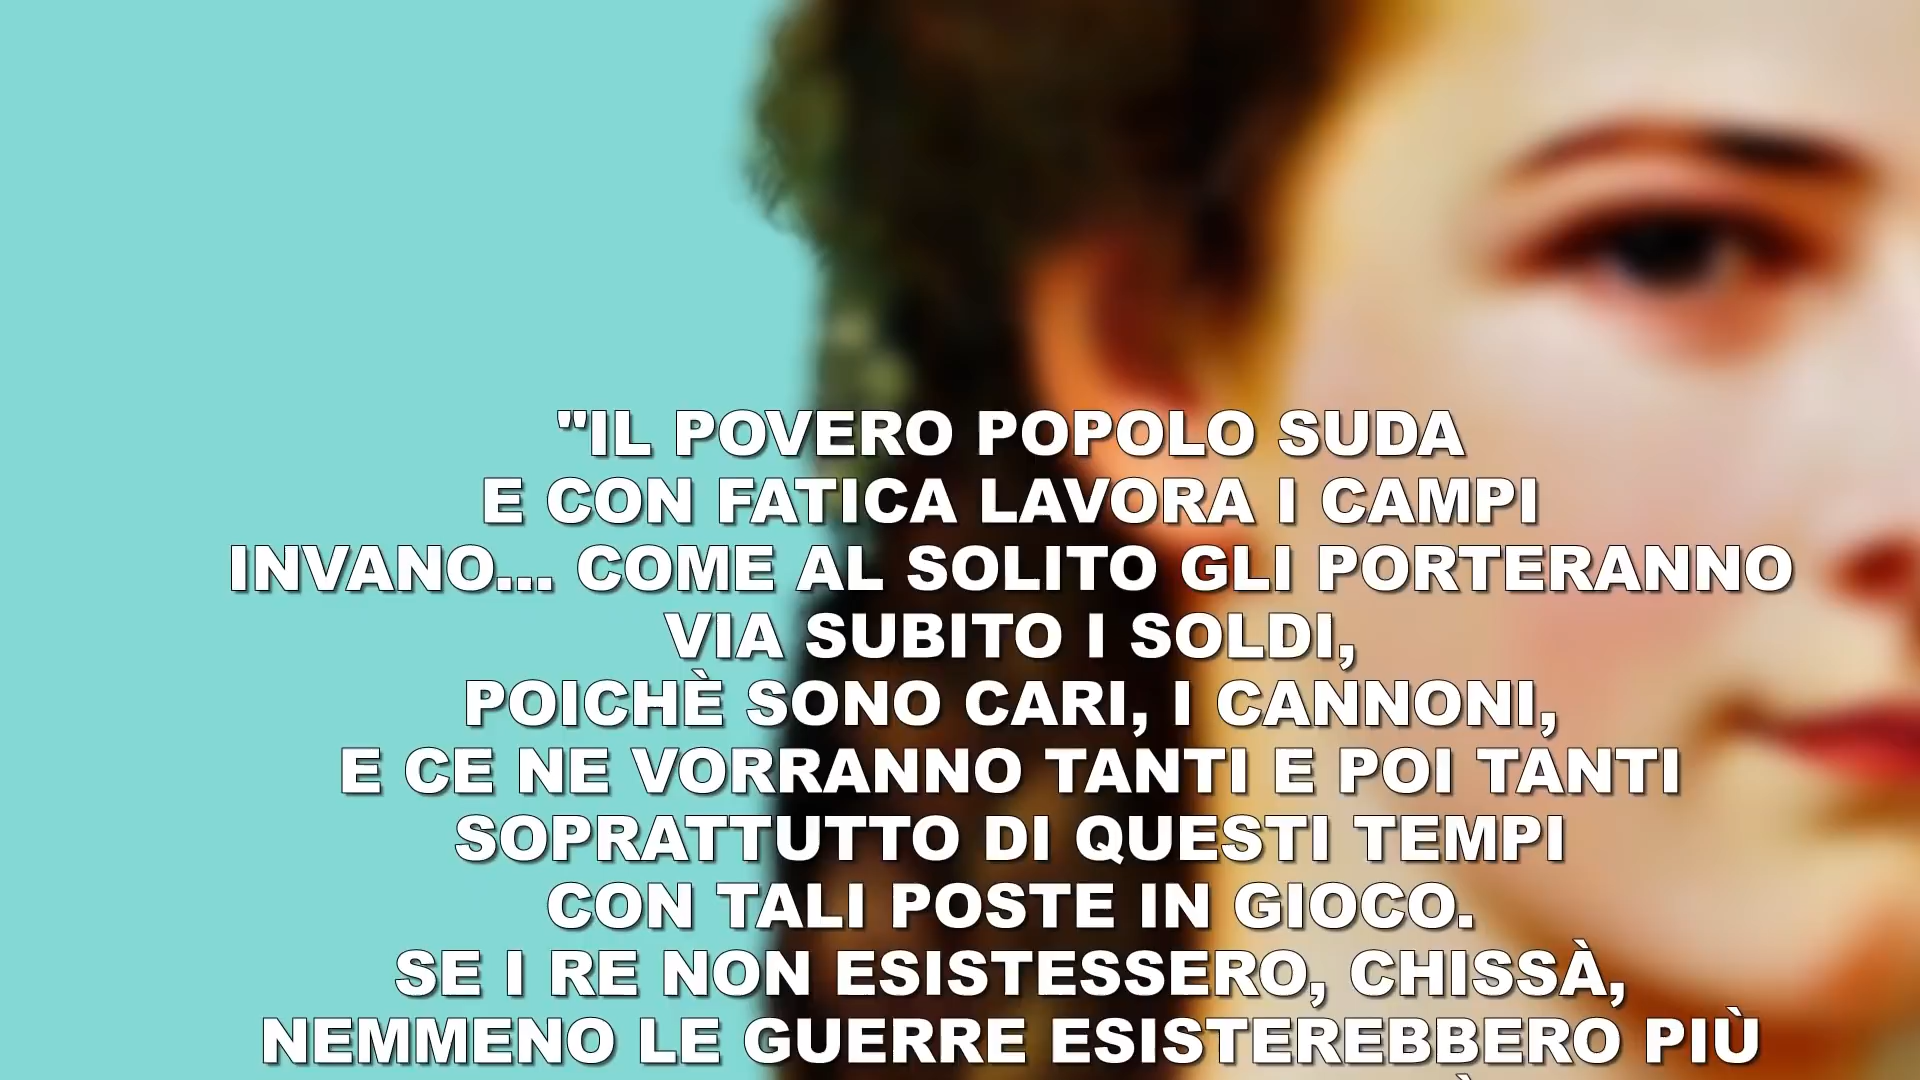 "IL POVERO POPOLO SUDA
E CON FATICA LAVORA I CAMPI
INVANO... COME AL SOLITO GLI PORTERANNO
VIA SUBITO I SOLDI,
POICHÈ SONO CARI, I CANNONI,
E CE NE VORRANNO TANTI E POI TANTI
SOPRATTUTTO DI QUESTI TEMPI
CON TALI POSTE IN GIOCO.
SE I RE NON ESISTESSERO, CHISSÀ,
NEMMENO LE GUERRE ESISTEREBBERO PIÙ